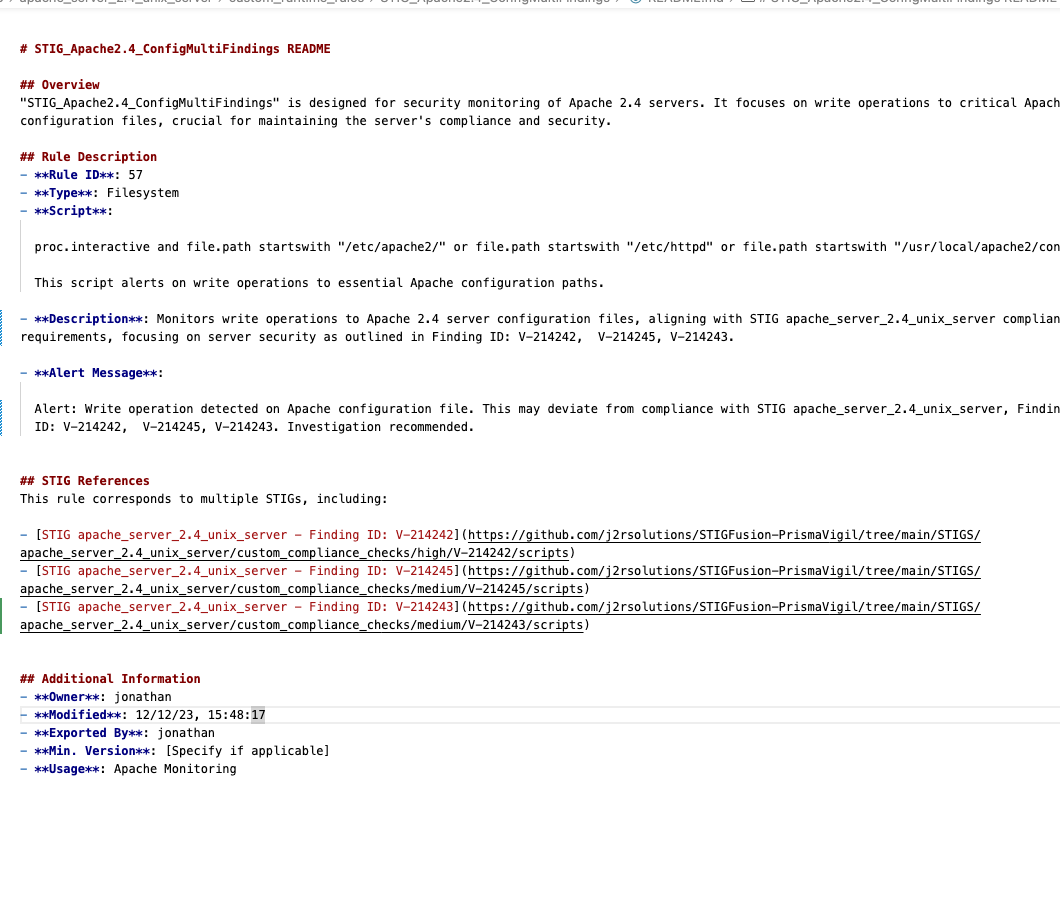 # STIG_Apache2.4_ConfigMultiFindings README
## Overview
"STIG_Apache2.4_ConfigMultiFindings" is designed for security monitoring of Apache 2.4 servers. It focuses on write operations to critical Apach
configuration files, crucial for maintaining the server's compliance and security.
## Rule Description
- **Rule ID**: 57
- **Type**: Filesystem
- **Script**:
proc.interactive and file.path startswith "/etc/apache2/" or file.path startswith "/etc/httpd" or file.path startswith "/usr/local/apache2/con
This script alerts on write operations to essential Apache configuration paths.
- **Description**: Monitors write operations to Apache 2.4 server configuration files, aligning with STIG apache_server_2.4_unix_server complian
requirements, focusing on server security as outlined in Finding ID: V-214242,  V-214245, V-214243.
- **Alert Message**:
Alert: Write operation detected on Apache configuration file. This may deviate from compliance with STIG apache_server_2.4_unix_server, Findin
ID: V-214242,  V-214245, V-214243. Investigation recommended.
## STIG References
This rule corresponds to multiple STIGs, including:
- [STIG apache_server_2.4_unix_server - Finding ID: V-214242](https://github.com/j2rsolutions/STIGFusion-PrismaVigil/tree/main/STIGS/
apache_server_2.4_unix_server/custom_compliance_checks/high/V-214242/scripts)
- [STIG apache_server_2.4_unix_server - Finding ID: V-214245](https://github.com/j2rsolutions/STIGFusion-PrismaVigil/tree/main/STIGS/
apache_server_2.4_unix_server/custom_compliance_checks/medium/V-214245/scripts)
- [STIG apache_server_2.4_unix_server - Finding ID: V-214243](https://github.com/j2rsolutions/STIGFusion-PrismaVigil/tree/main/STIGS/
apache_server_2.4_unix_server/custom_compliance_checks/medium/V-214243/scripts)
## Additional Information
- **Owner**: jonathan
- **Modified**: 12/12/23, 15:48:17
- **Exported By**: jonathan
- **Min. Version**: [Specify if applicable]
- **Usage**: Apache Monitoring